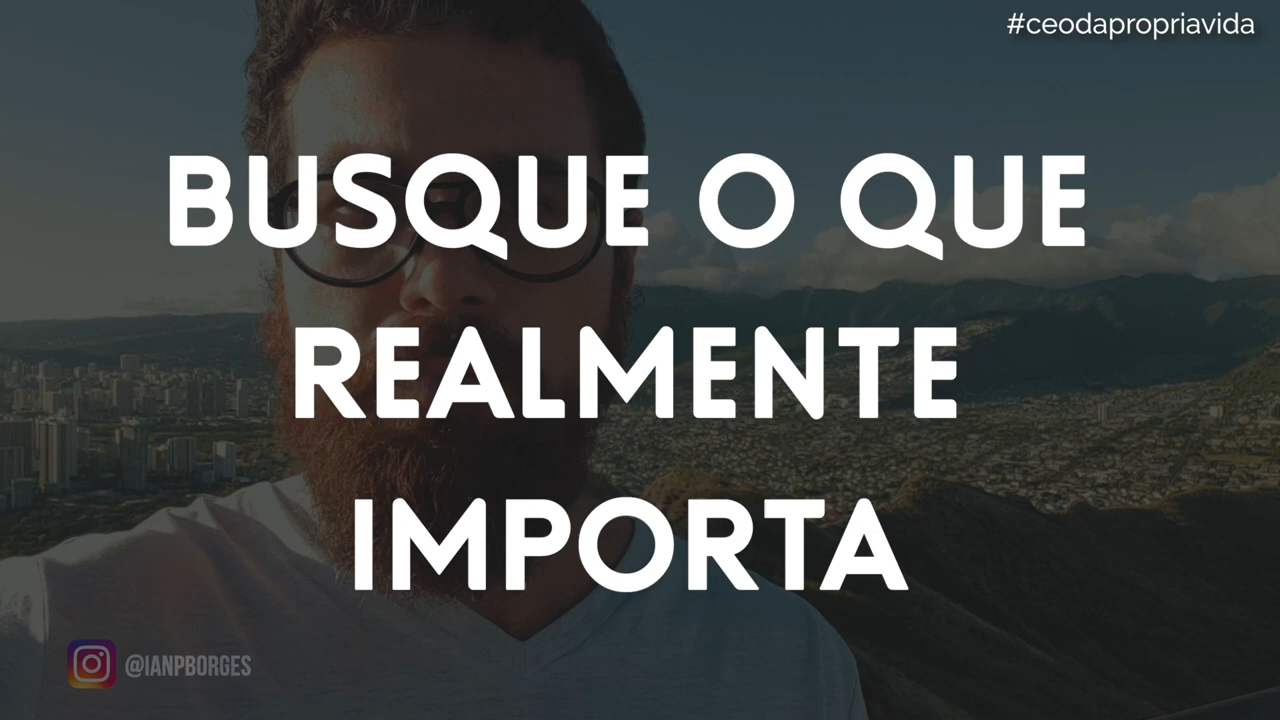 #ceodapropriavida
BUSQUE O QUE
REALMENTE
IMPORTA
@IANPBORGES